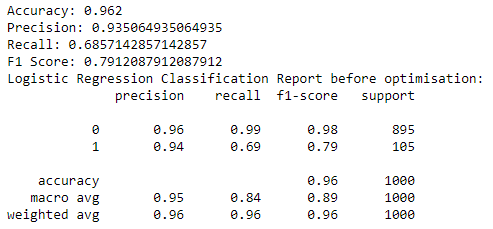 Accuracy: 0.962
Precision: 0.935064935064935
Recall: 0.6857142857142857
F1 Score: 0.7912087912087912
Logistic Regression Classification Report before optimisation:
precision recall f1-score support
0 0.96 0.99 0.98 895
1 0.94 0.69 0.79 105
accuracy 0.96 1000
macro avg 0.95 0.84 0.89 1000
weighted avg 0.96 0.96 0.96 1000